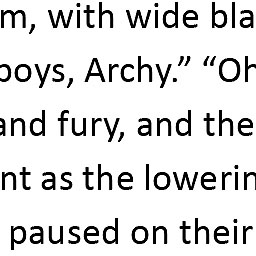 m, with wide bla
boys, Archy.” “Oh
and fury, and the
nt as the lowerin
paused on their